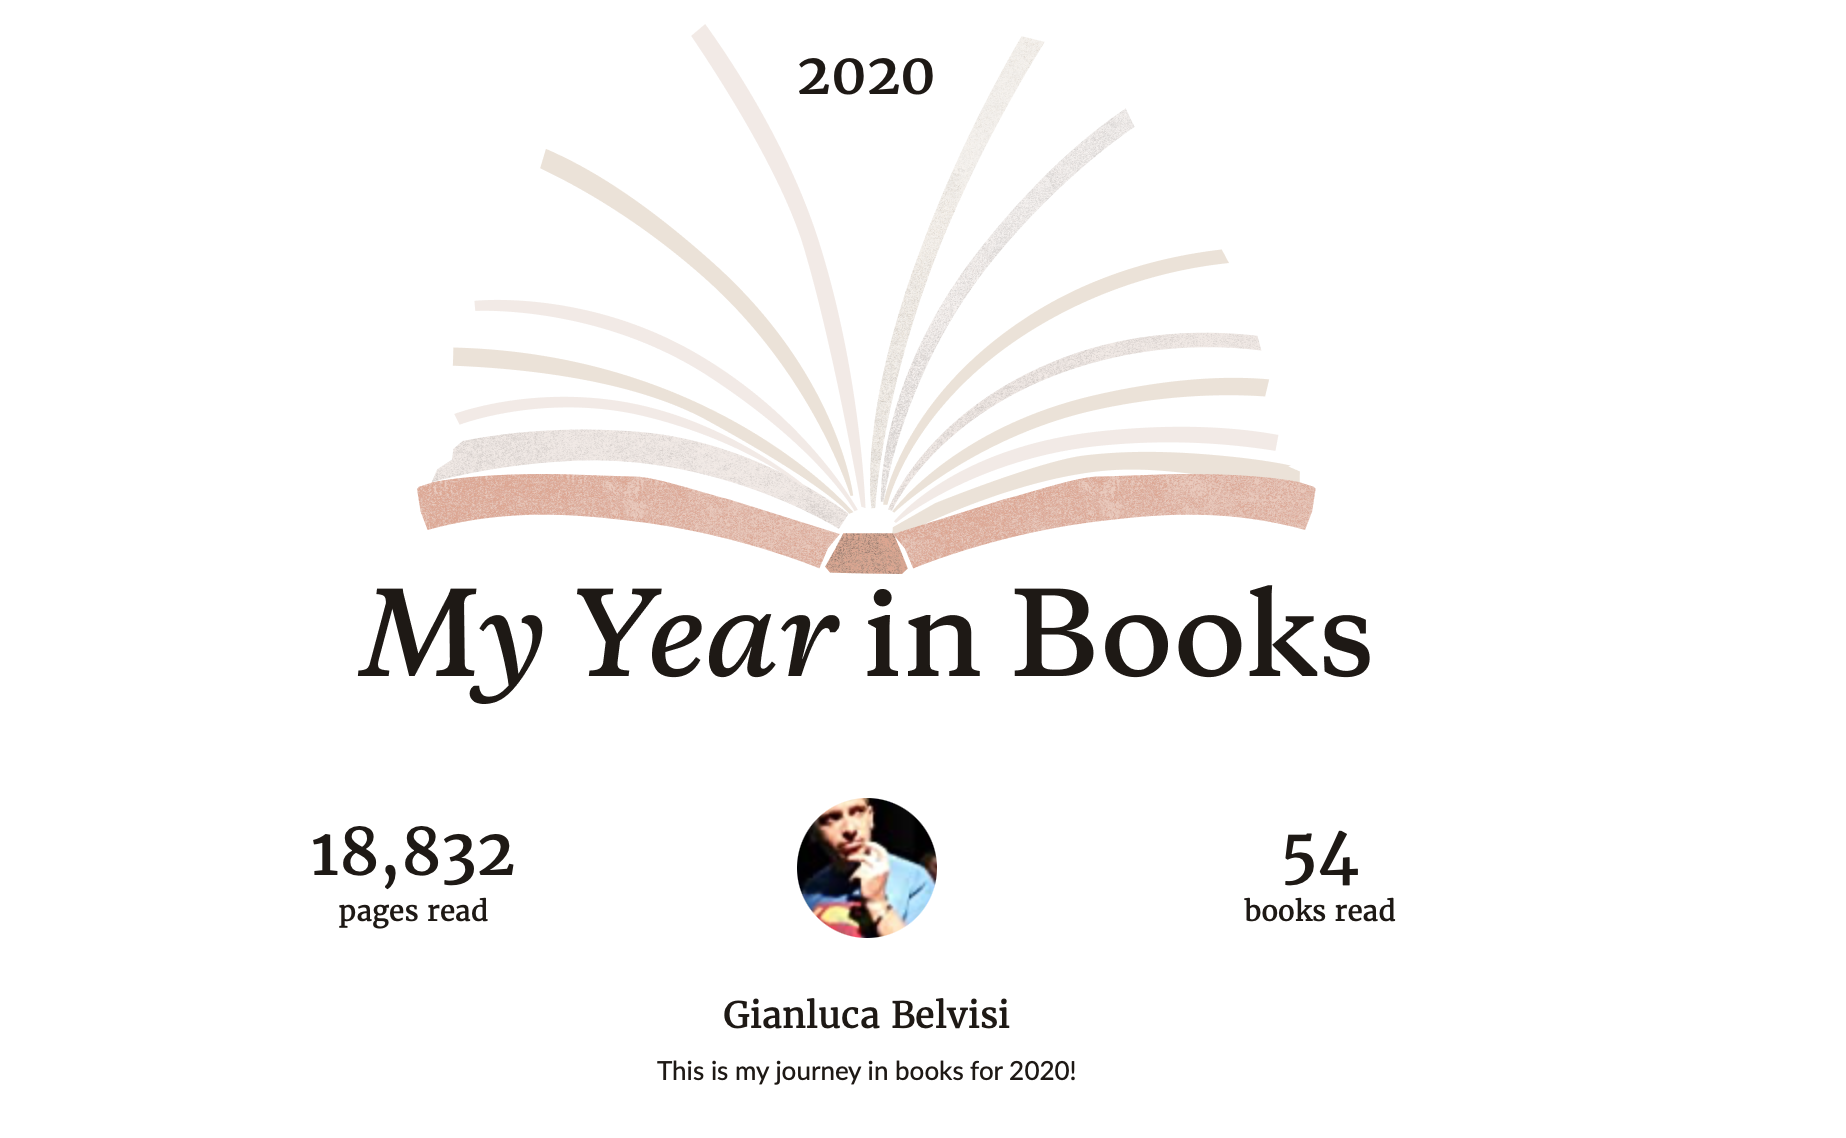 2020
My Year in Books
18,832
pages read
54
books read
Gianluca Belvisi
This is my journey in books for 2020!